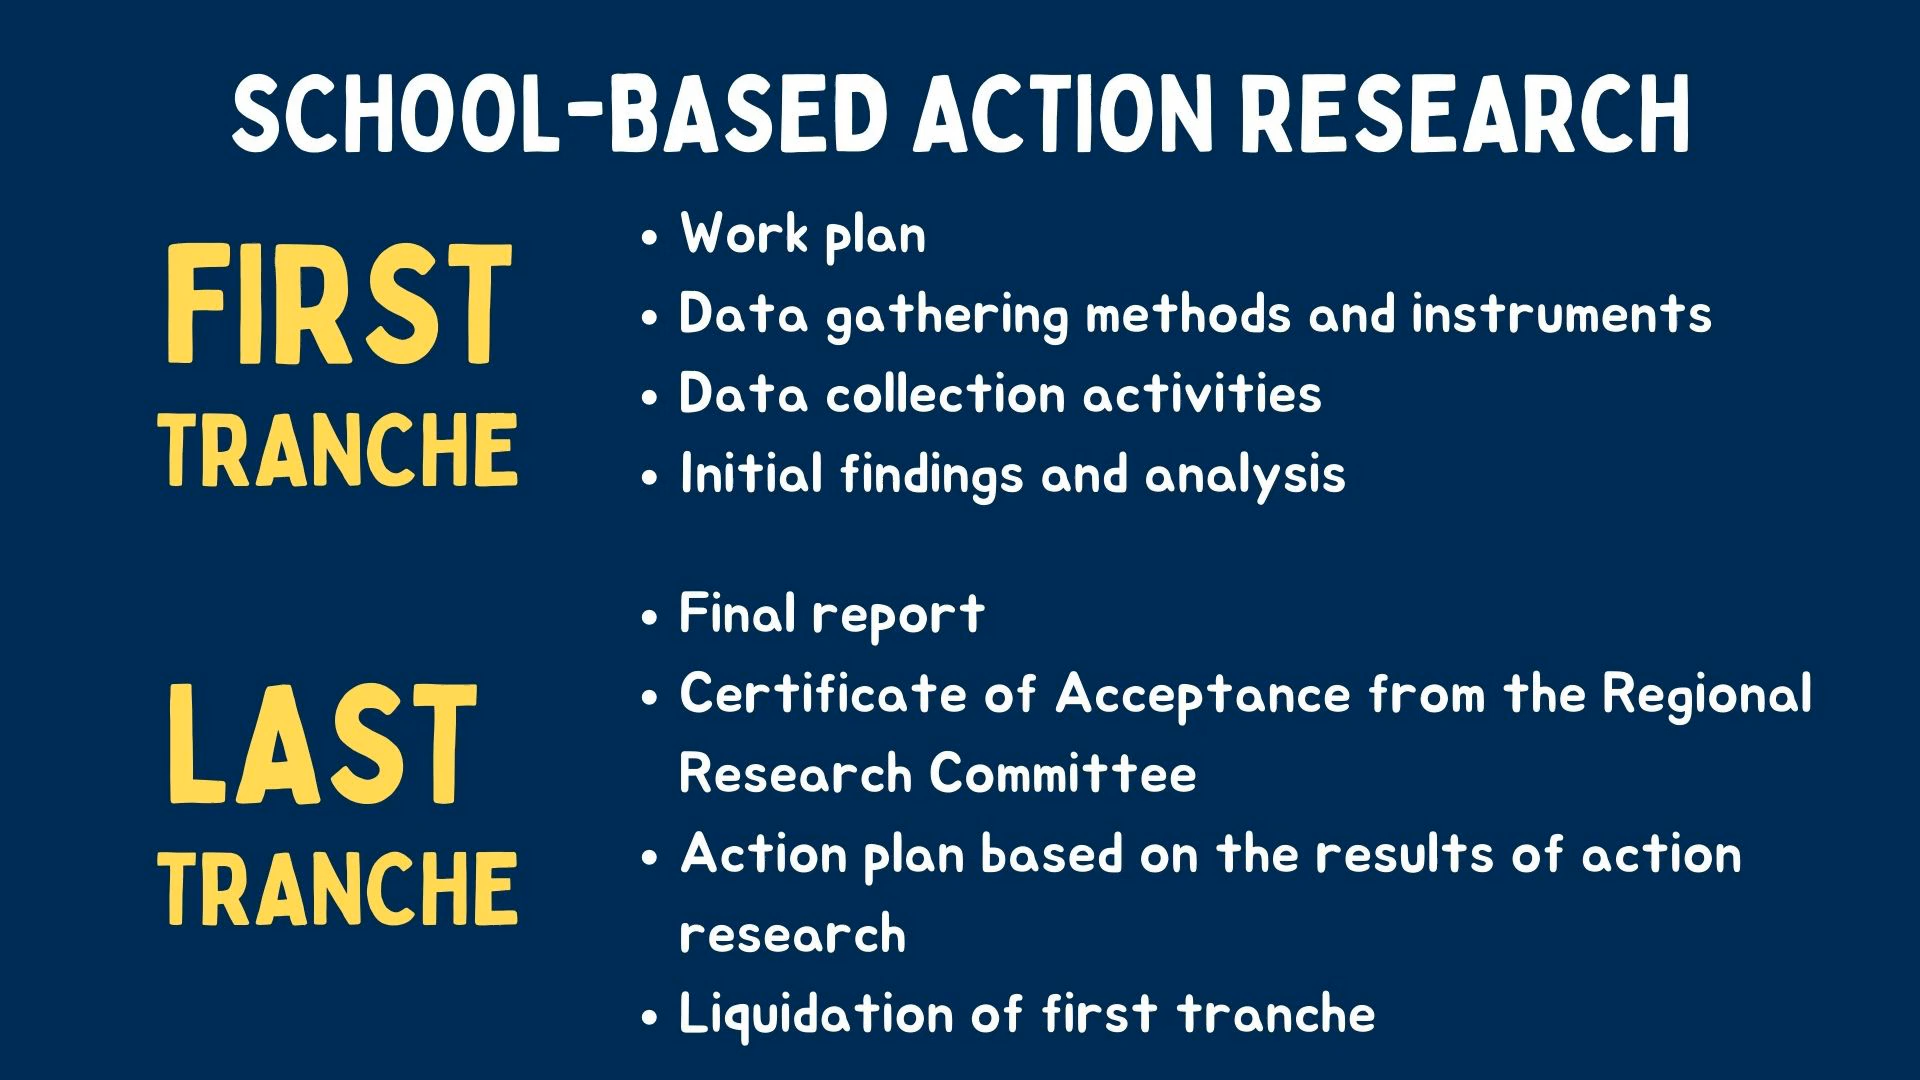 SCHOOL-BASED ACTION RESEARCH
FIRST
TRANCHE
• Work plan
• Data gathering methods and instruments
• Data collection activities
• Initial findings and analysis
LAST
TRANCHE
• Final report
• Certificate of Acceptance from the Regional
Research Committee
• Action plan based on the results of action
research
• Liquidation of first tranche